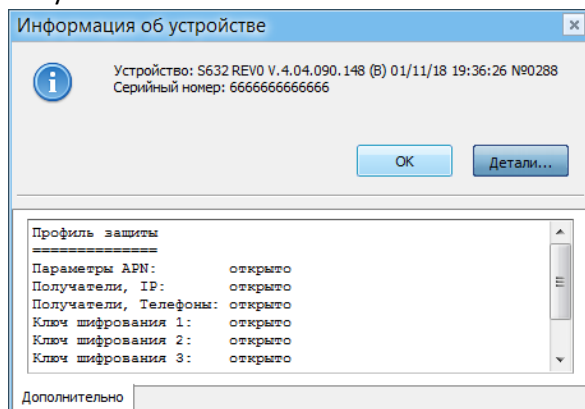 Информация об устройстве
Устройство: S632 REV0 V.4.04.090.148 (B) 01/11/18 19:36:26 №0288
Серийный номер: 6666666666666
OK
Детали...
Профиль защиты
===============
Параметры APN: открыто
Получатели, IP: открыто
Получатели, Телефоны: открыто
Ключ шифрования 1: открыто
Ключ шифрования 2: открыто
Ключ шифрования 3: открыто
Дополнительно